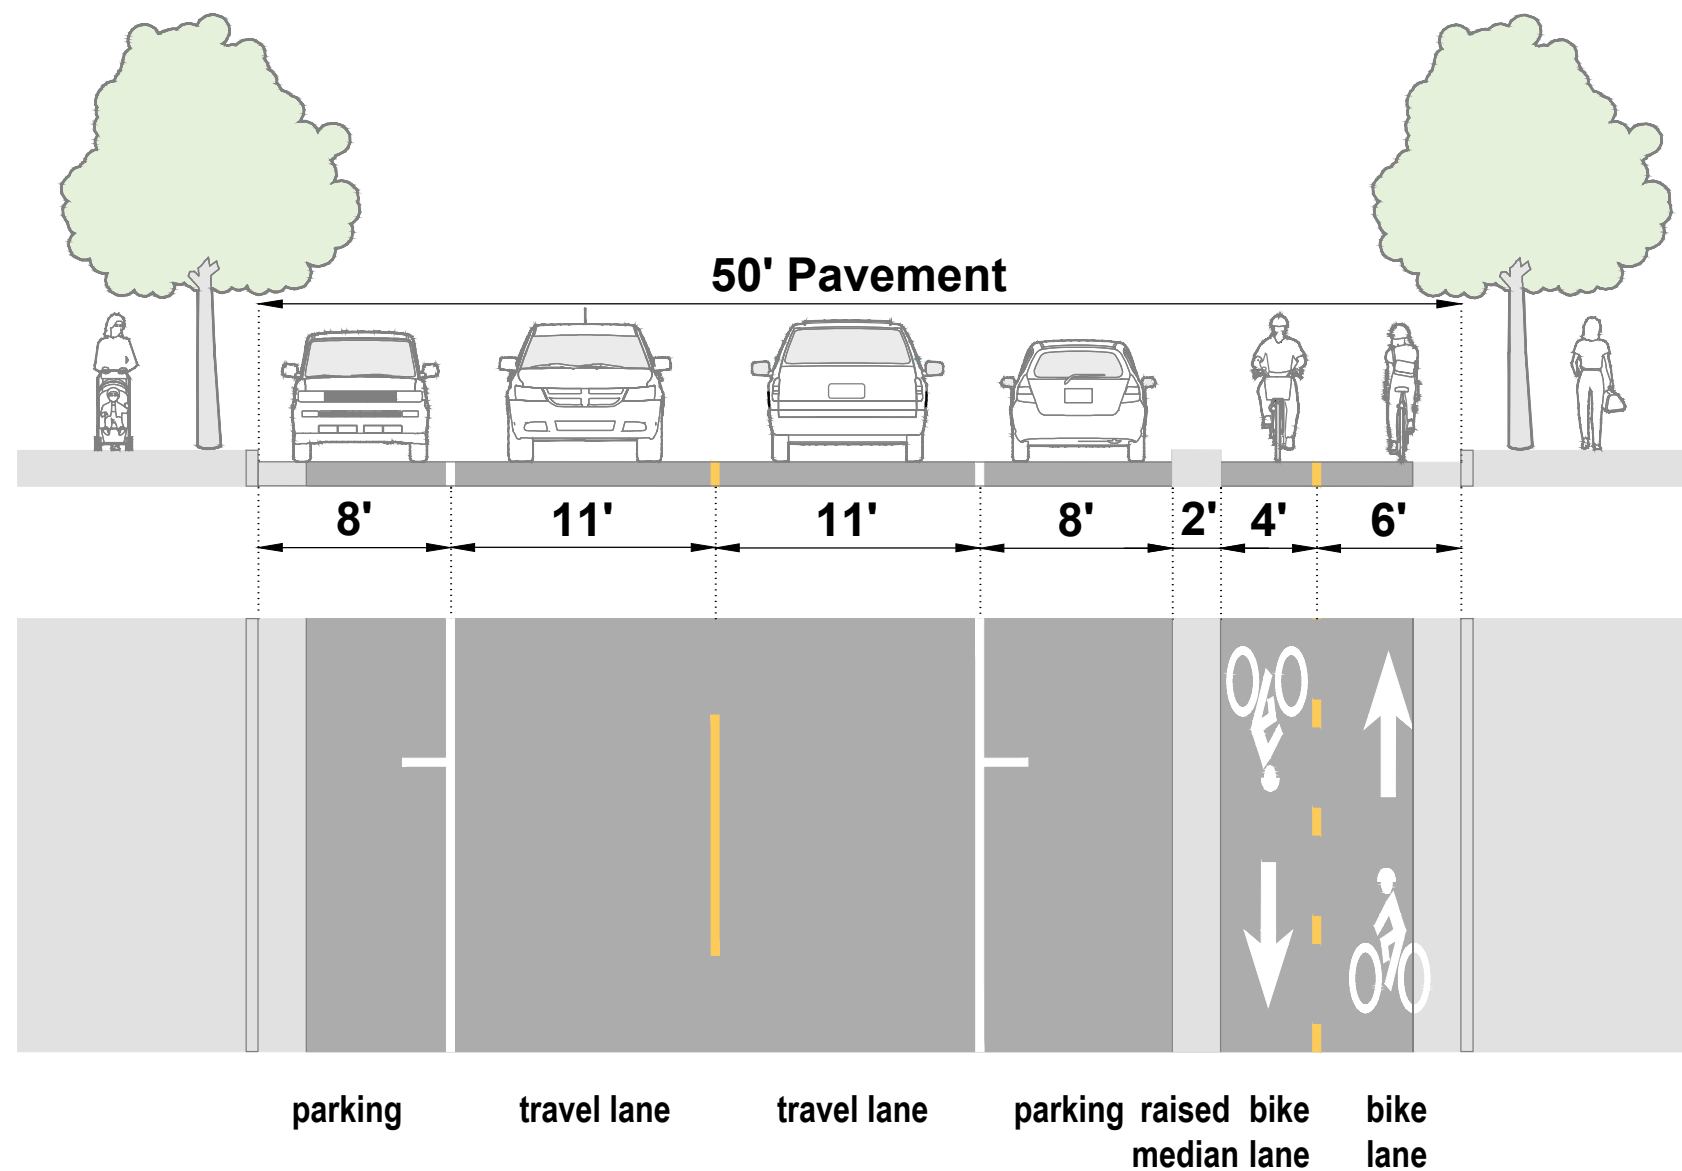 50' Pavement
8' 11' 11' 8' 2' 4' 6'
parking travel lane travel lane parking raised bike bike
median lane lane